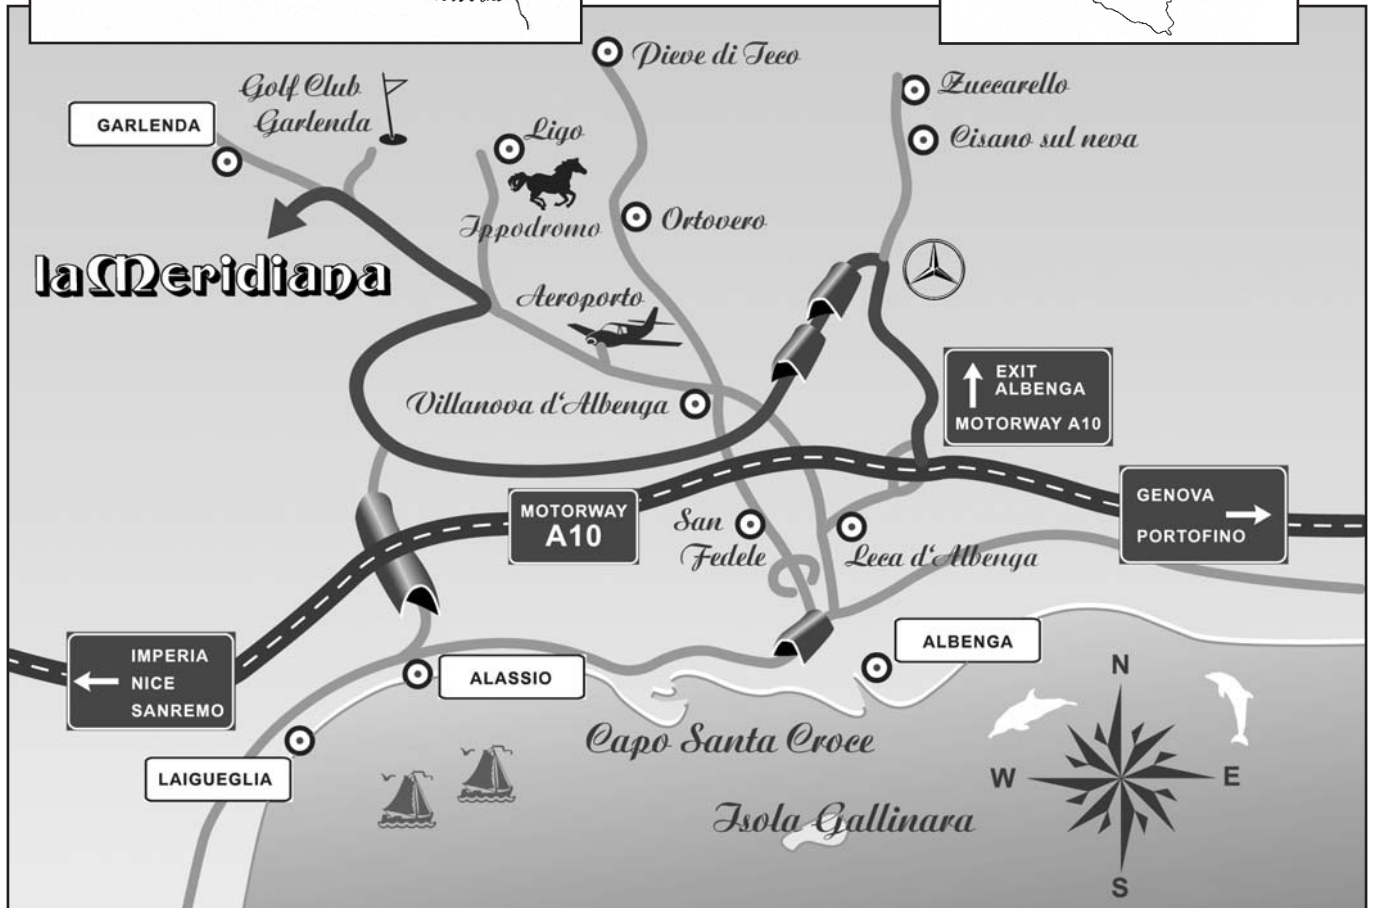 Pieve di Teco
Zuccarello
Golf Club
Garlenda
GARLENDA
Ligo
Cisano sul neva
Ippodromo
Ortovero
laMeridiana
Aeroporto
EXIT
ALBENGA
MOTORWAY A10
Villanova d'Albenga
MOTORWAY
A10
GENOVA
PORTOFINO
San
Fedele
Leca d'Albenga
IMPERIA
NICE
SANREMO
ALASSIO
ALBENGA
LAIGUEGLIA
Capo Santa Croce
Isola Gallinara
N
W
E
S